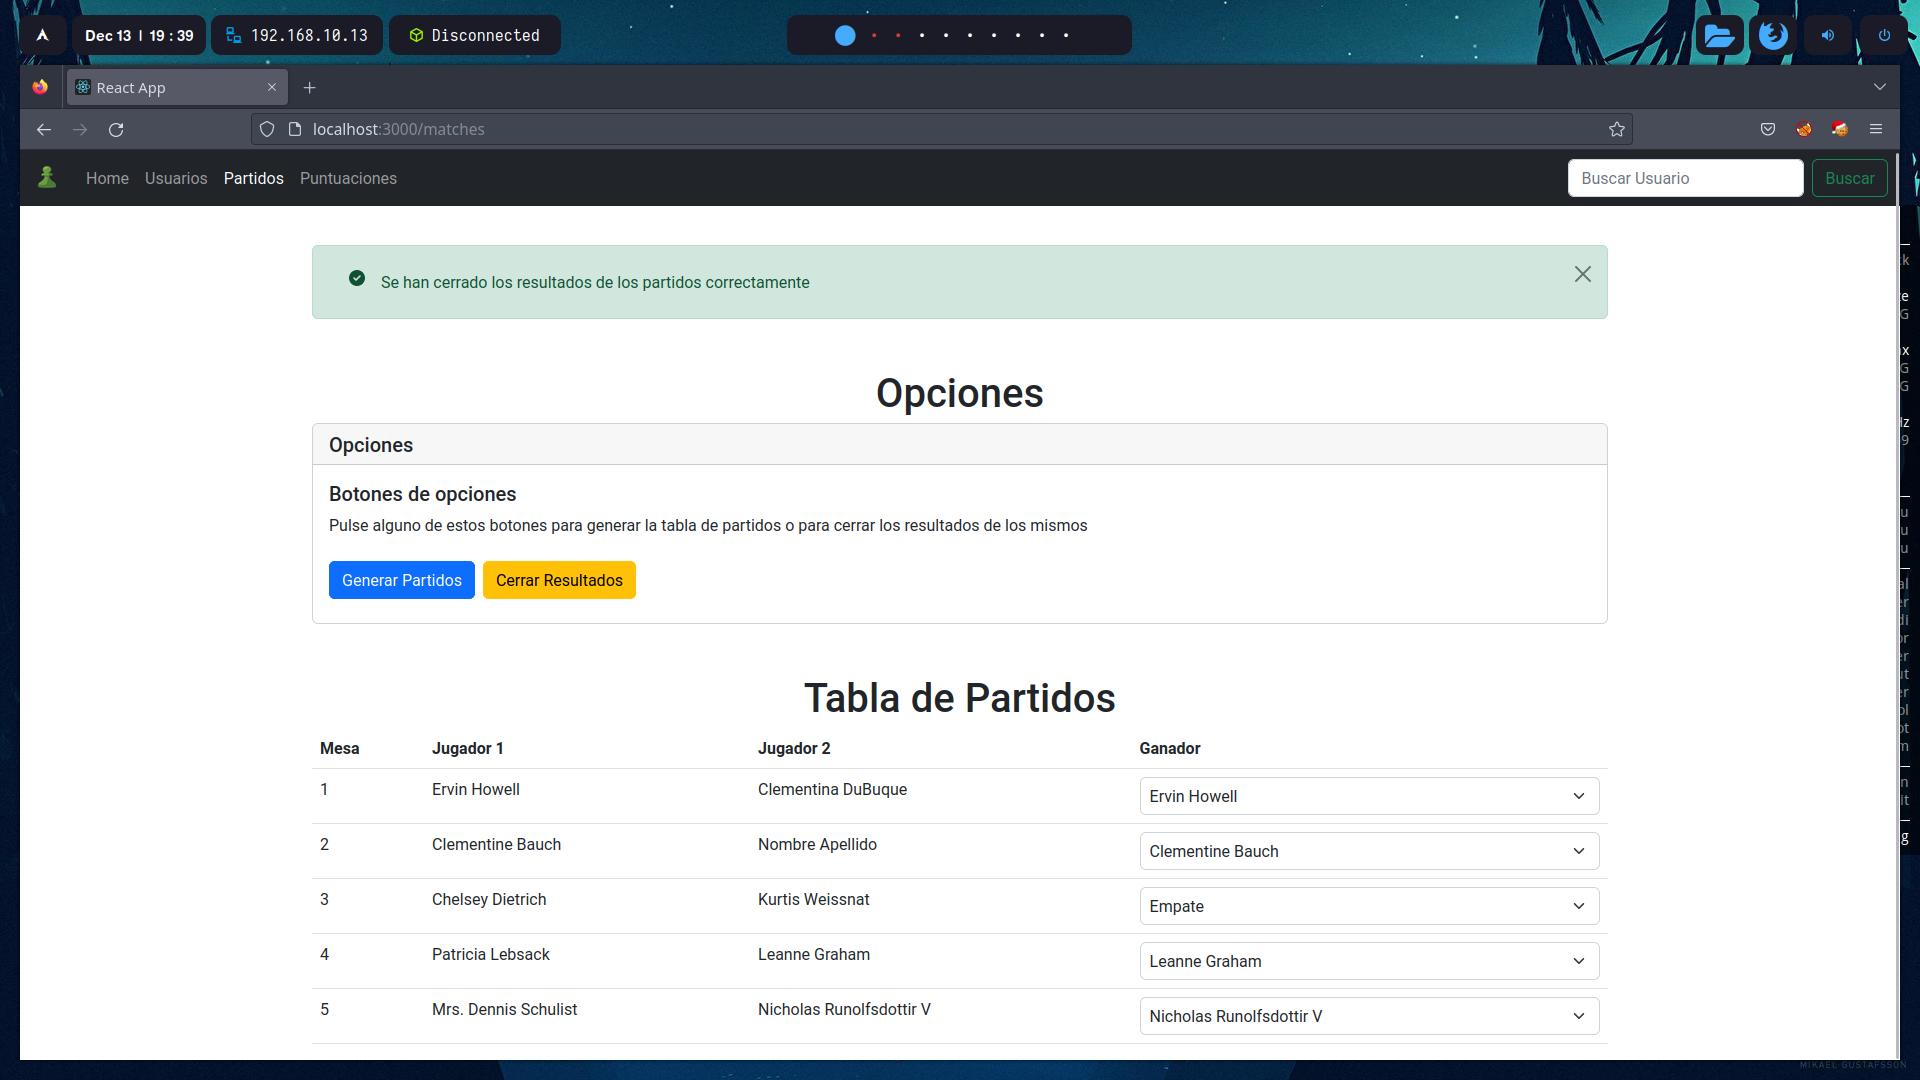 Dec 13 | 19 : 39
192.168.10.13
Disconnected
React App
localhost:3000/matches
Home Usuarios Partidos Puntuaciones
Buscar Usuario
Buscar
Se han cerrado los resultados de los partidos correctamente
Opciones
Opciones
Botones de opciones
Pulse alguno de estos botones para generar la tabla de partidos o para cerrar los resultados de los mismos
Generar Partidos Cerrar Resultados
Tabla de Partidos
Mesa Jugador 1 Jugador 2 Ganador
1 Ervin Howell Clementina DuBuque Ervin Howell
2 Clementine Bauch Nombre Apellido Clementine Bauch
3 Chelsey Dietrich Kurtis Weissnat Empate
4 Patricia Lebsack Leanne Graham Leanne Graham
5 Mrs. Dennis Schulist Nicholas Runolfsdottir V Nicholas Runolfsdottir V
MIKAEL GUSTAFSSON